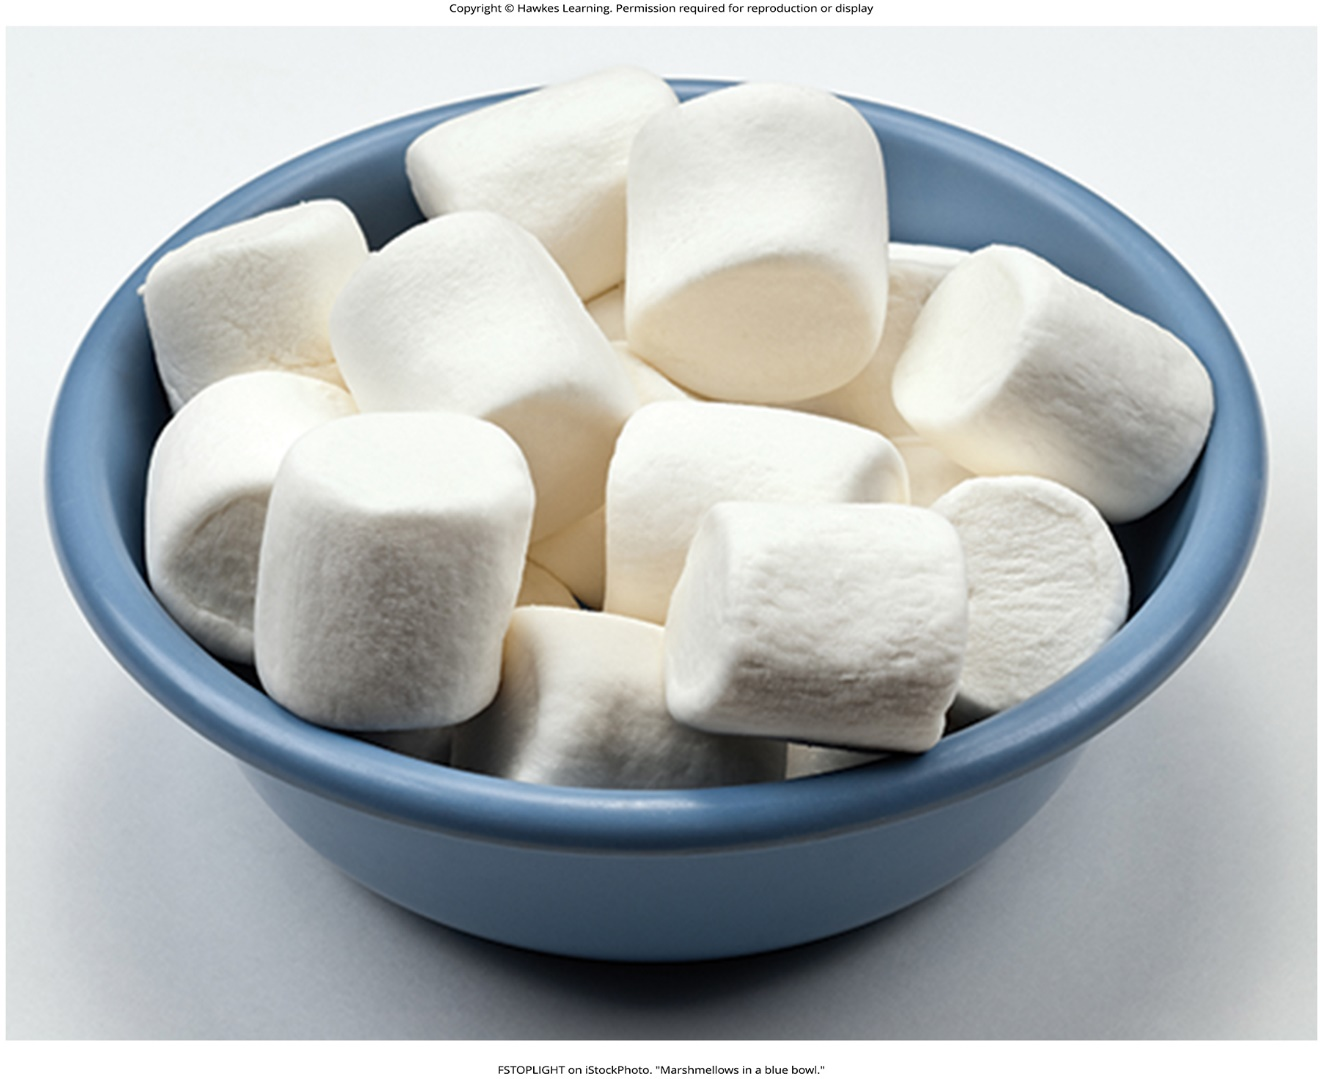 Copyright © Hawkes Learning. Permission required for reproduction or display
FSTOPLIGHT on iStockPhoto. "Marshmellows in a blue bowl."